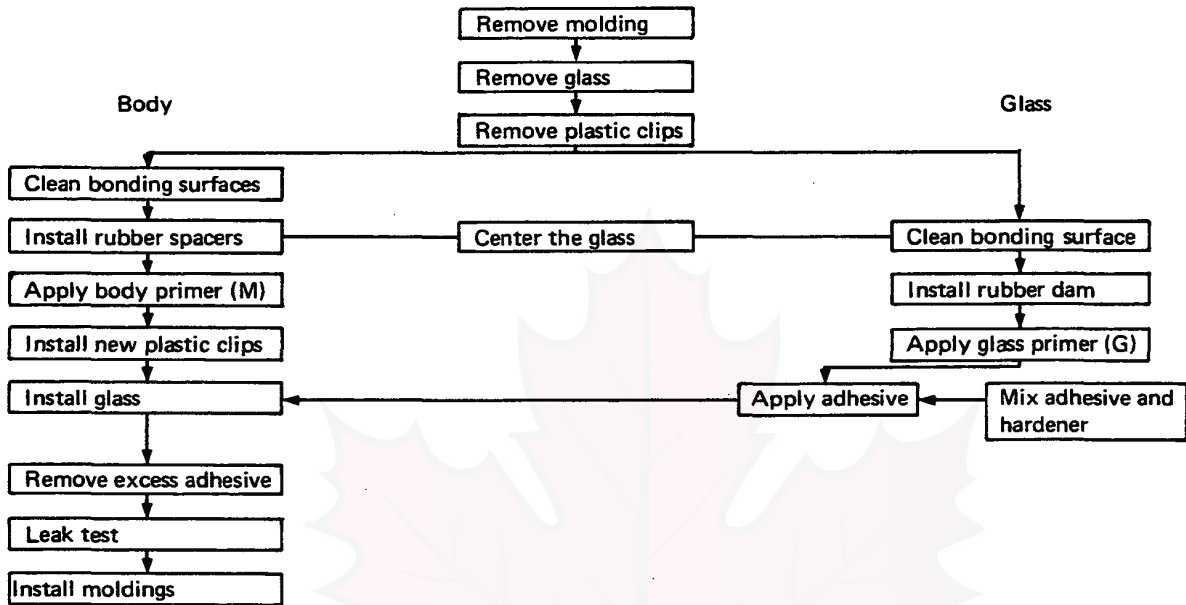 Remove molding
Remove glass
Body
Glass
Remove plastic clips
Clean bonding surfaces
Install rubber spacers
Center the glass
Clean bonding surface
Apply body primer (M)
Install rubber dam
Install new plastic clips
Apply glass primer (G)
Install glass
Apply adhesive
Mix adhesive and
hardener
Remove excess adhesive
Leak test
Install moldings